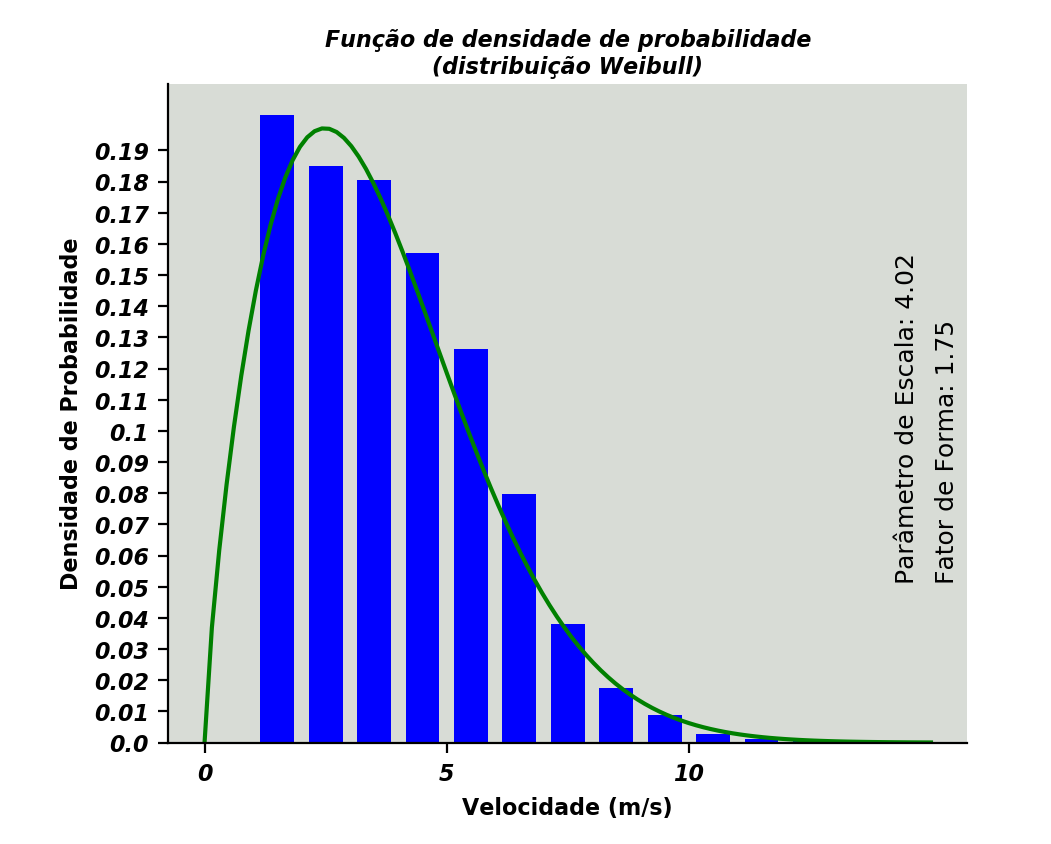 Função de densidade de probabilidade
(distribuição Weibull)
Densidade de Probabilidade
0.19
0.18
0.17
0.16
0.15
0.14
0.13
0.12
0.11
0.1
0.09
0.08
0.07
0.06
0.05
0.04
0.03
0.02
0.01
0.0
Parâmetro de Escala: 4.02
Fator de Forma: 1.75
0 5 10
Velocidade (m/s)